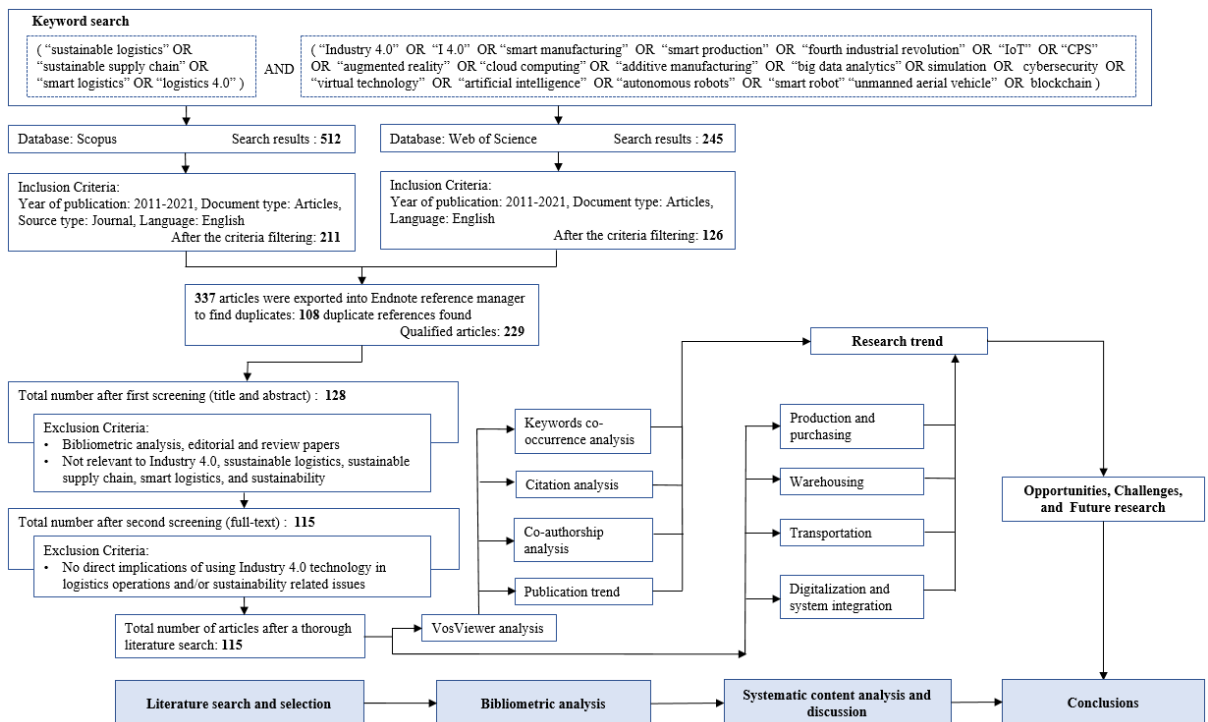 Keyword search
( “sustainable logistics” OR
“sustainable supply chain” OR
“smart logistics” OR “logistics 4.0” )
AND
( “Industry 4.0” OR “I 4.0” OR “smart manufacturing” OR “smart production” OR “fourth industrial revolution” OR “IoT” OR “CPS”
OR “augmented reality” OR “cloud computing” OR “additive manufacturing” OR “big data analytics” OR simulation OR cybersecurity OR
“virtual technology” OR “artificial intelligence” OR “autonomous robots” OR “smart robot” “unmanned aerial vehicle” OR blockchain )
Database: Scopus Search results : 512
Database: Web of Science Search results : 245
Inclusion Criteria:
Year of publication: 2011-2021, Document type: Articles,
Source type: Journal, Language: English
After the criteria filtering: 211
Inclusion Criteria:
Year of publication: 2011-2021, Document type: Articles,
Language: English
After the criteria filtering: 126
337 articles were exported into Endnote reference manager
to find duplicates: 108 duplicate references found
Qualified articles: 229
Total number after first screening (title and abstract) : 128
Exclusion Criteria:
• Bibliometric analysis, editorial and review papers
• Not relevant to Industry 4.0, ssustainable logistics, sustainable
supply chain, smart logistics, and sustainability
Total number after second screening (full-text) : 115
Exclusion Criteria:
• No direct implications of using Industry 4.0 technology in
logistics operations and/or sustainability related issues
Total number of articles after a thorough
literature search: 115
VosViewer analysis
Keywords co-
occurrence analysis
Citation analysis
Co-authorship
analysis
Publication trend
Research trend
Production and
purchasing
Warehousing
Transportation
Digitalization and
system integration
Opportunities, Challenges,
and Future research
Literature search and selection
Bibliometric analysis
Systematic content analysis and
discussion
Conclusions